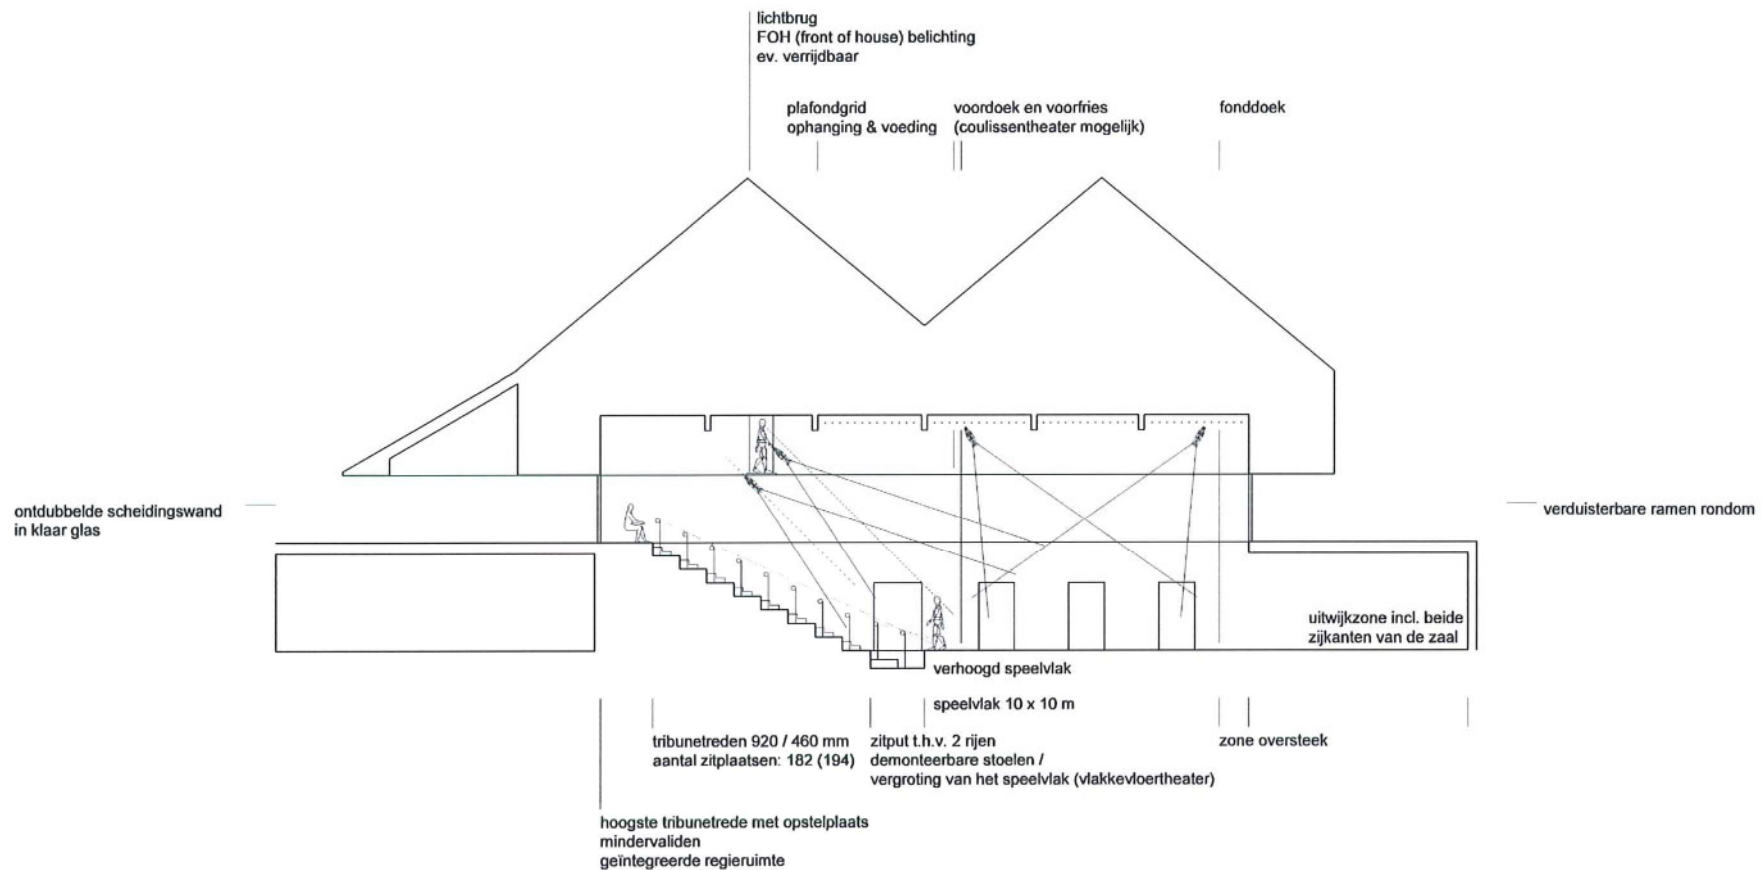 lichtbrug
FOH (front of house) belichting
ev. verrijdbaar
plafondgrid
ophanging & voeding
voordoek en voorfries
(coulissentheater mogelijk)
fonddoek
ontdubbelde scheidingswand
in klaar glas
verduisterbare ramen rondom
uitwijkzone incl. beide
zijkanten van de zaal
verhoogd speelvlak
speelvlak 10 x 10 m
tribunetreden 920 / 460 mm
aantal zitplaatsen: 182 (194)
zitput t.h.v. 2 rijen
demonteerbare stoelen /
vergroting van het speelvlak (vlakkevloertheater)
zone oversteek
hoogste tribunetrede met opstelplaats
mindervaliden
geïntegreerde regieruimte